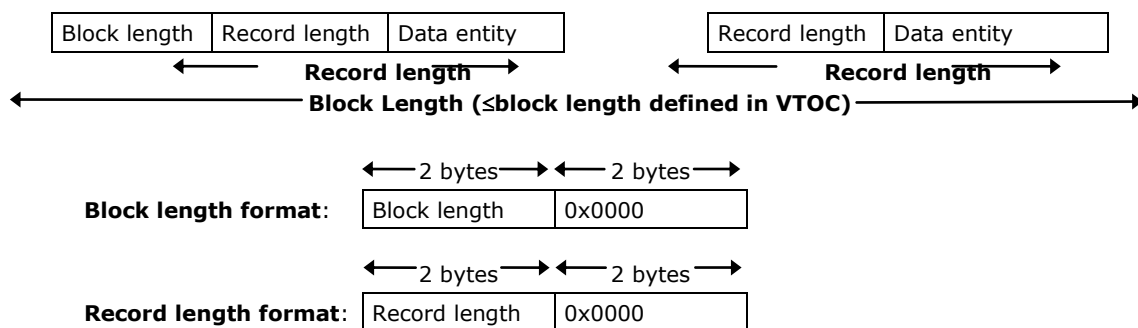 Block length Record length Data entity Record length Data entity
Record length Record length
Block Length (≤block length defined in VTOC)
2 bytes 2 bytes
Block length format: Block length 0x0000
2 bytes 2 bytes
Record length format: Record length 0x0000